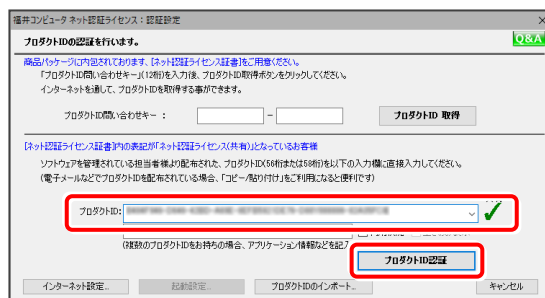 福井コンピュータ ネット認証ライセンス：認証設定
プロダクトIDの認証を行います。
Q&A
商品パッケージに内包されております、[ネット認証ライセンス証書]をご用意ください。
「プロダクトID問い合わせキー」(12桁)を入力後、プロダクトID取得ボタンをクリックしてください。
インターネットを通して、プロダクトIDを取得する事ができます。
プロダクトID問い合わせキー：
－
プロダクトID 取得
[ネット認証ライセンス証書]内の表記が「ネット認証ライセンス(共有)」となっているお客様
ソフトウェアを管理されている担当者様より配布された、プロダクトID(56桁または58桁)を以下の入力欄に直接入力してください。
(電子メールなどでプロダクトIDを配布されている場合、「コピー/貼り付け」をご利用になると便利です)
プロダクトID:
(複数のプロダクトIDをお持ちの場合、アプリケーション情報などを記入
プロダクトID認証
インターネット設定...
起動設定...
プロダクトIDのインポート...
キャンセル